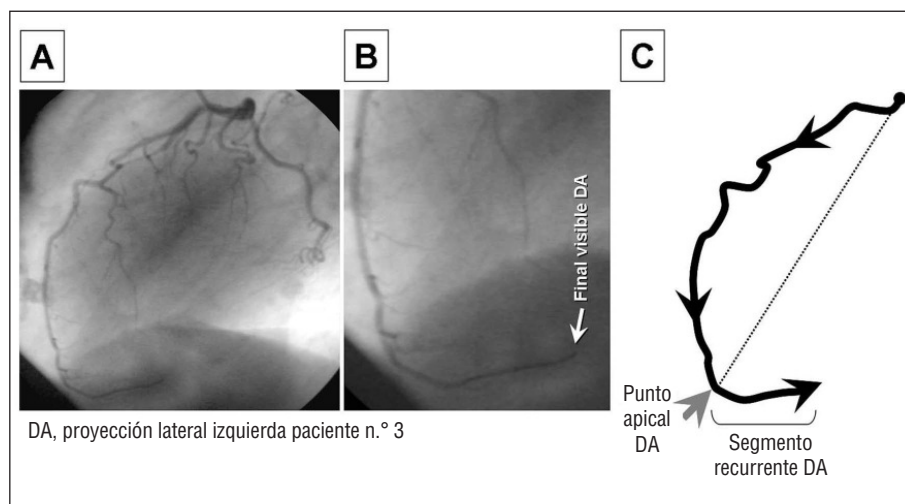 A
B
C
Final visible DA
Punto
apical
DA
Segmento
recurrente DA
DA, proyección lateral izquierda paciente n.° 3